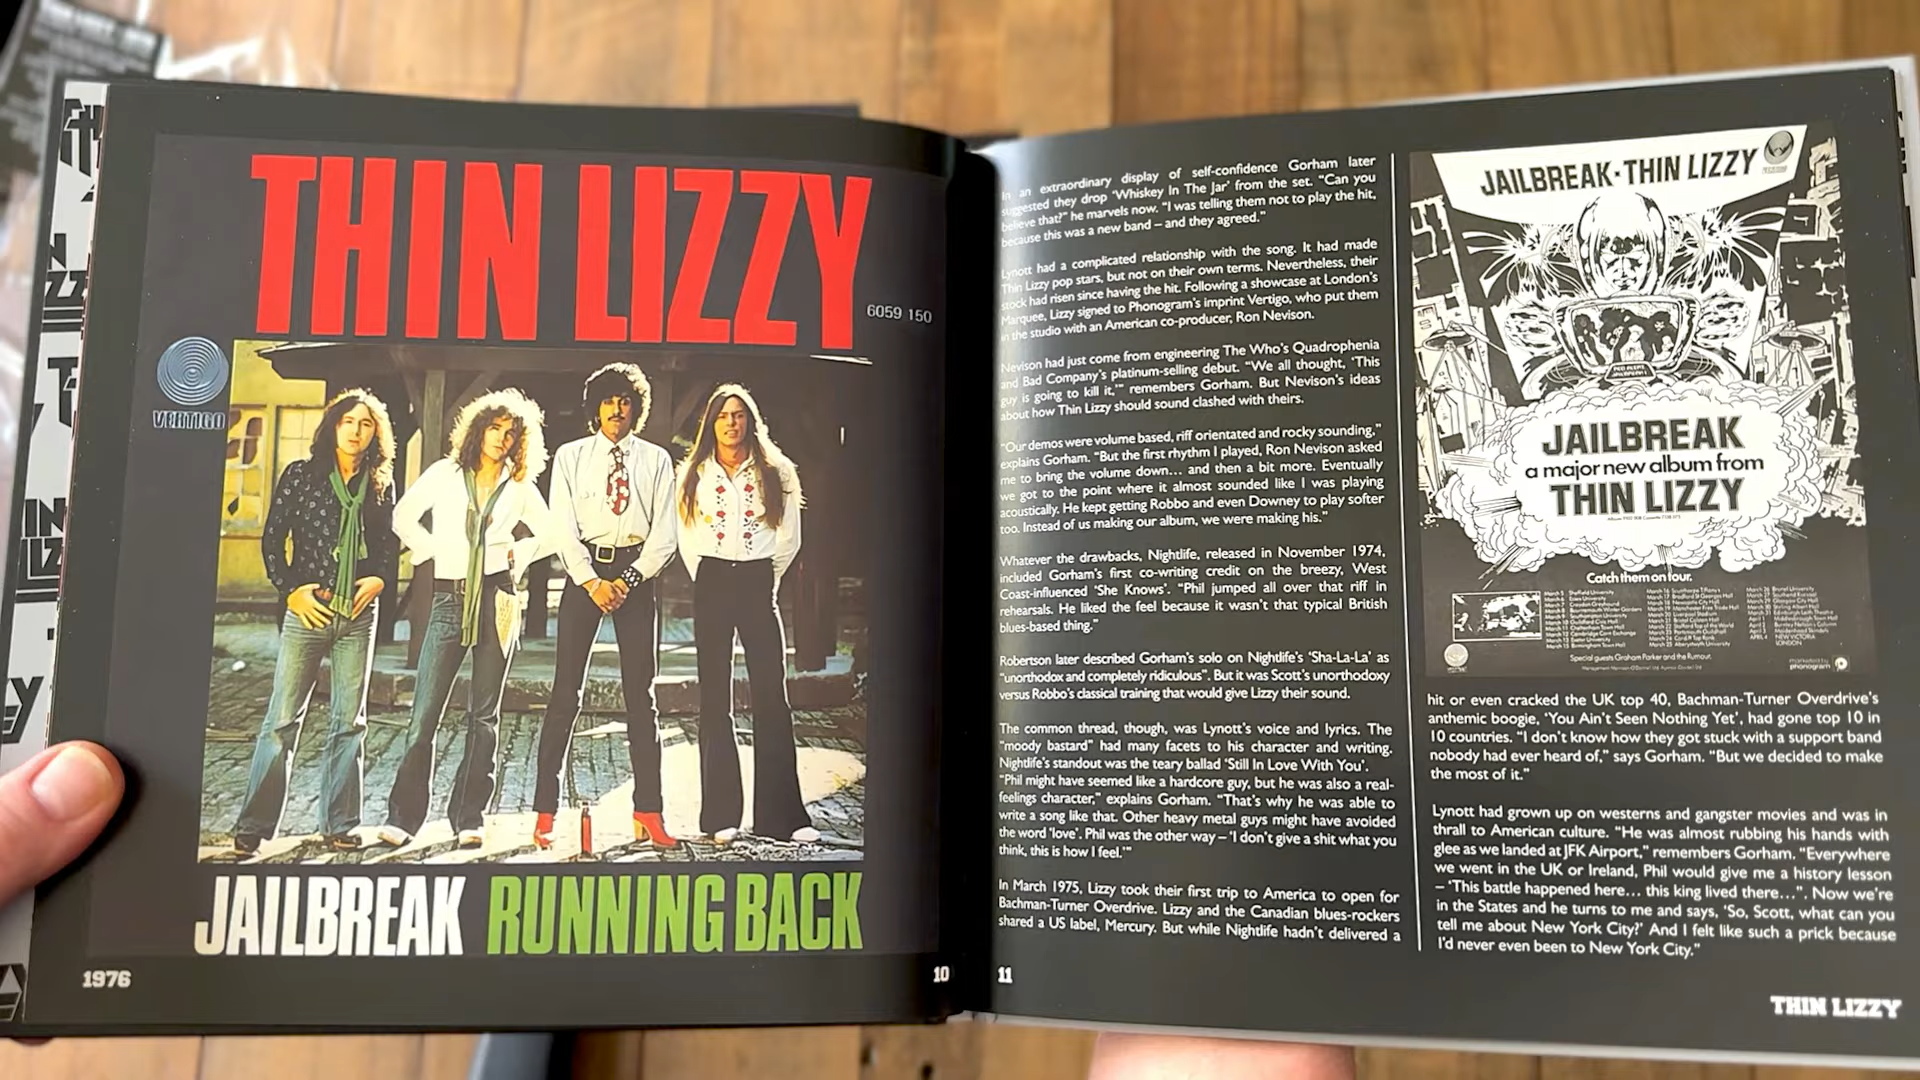 THIN LIZZY
6059 150
VERTIGO
JAILBREAK RUNNING BACK
1976
10
In an extraordinary display of self-confidence Gorham later
suggested they drop ‘Whiskey In The Jar’ from the set. “Can you
believe that?” he marvels now. “I was telling them not to play the hit,
because this was a new band – and they agreed.”
Lynott had a complicated relationship with the song. It had made
Thin Lizzy pop stars, but not on their own terms. Nevertheless, their
stock had risen since having the hit. Following a showcase at London’s
Marquee, Lizzy signed to Phonogram’s imprint Vertigo, who put them
in the studio with an American co-producer, Ron Nevison.
Nevison had just come from engineering The Who’s Quadrophenia
and Bad Company’s platinum-selling debut. “We all thought, ‘This
guy is going to kill it,’” remembers Gorham. But Nevison’s ideas
about how Thin Lizzy should sound clashed with theirs.
“Our demos were volume based, riff orientated and rocky sounding,”
explains Gorham. “But the first rhythm I played, Ron Nevison asked
me to bring the volume down… and then a bit more. Eventually
we got to the point where it almost sounded like I was playing
acoustically. He kept getting Robbo and even Downey to play softer
too. Instead of us making our album, we were making his.”
Whatever the drawbacks, Nightlife, released in November 1974,
included Gorham’s first co-writing credit on the breezy, West
Coast-influenced ‘She Knows’. “Phil jumped all over that riff in
rehearsals. He liked the feel because it wasn’t that typical British
blues-based thing.”
Robertson later described Gorham’s solo on Nightlife’s ‘Sha-La-La’ as
“unorthodox and completely ridiculous”. But it was Scott’s unorthodoxy
versus Robbo’s classical training that would give Lizzy their sound.
The common thread, though, was Lynott’s voice and lyrics. The
“moody bastard” had many facets to his character and writing.
Nightlife’s standout was the teary ballad ‘Still In Love With You’.
“Phil might have seemed like a hardcore guy, but he was also a real-
feelings character,” explains Gorham. “That’s why he was able to
write a song like that. Other heavy metal guys might have avoided
the word ‘love’. Phil was the other way – ‘I don’t give a shit what you
think, this is how I feel.’”
In March 1975, Lizzy took their first trip to America to open for
Bachman-Turner Overdrive. Lizzy and the Canadian blues-rockers
shared a US label, Mercury. But while Nightlife hadn’t delivered a
11
JAILBREAK·THIN LIZZY
JAILBREAK
a major new album from
THIN LIZZY
Catch them on tour.
Special guests Graham Parker and the Rumour.
phonogram
hit or even cracked the UK top 40, Bachman-Turner Overdrive’s
anthemic boogie, ‘You Ain’t Seen Nothing Yet’, had gone top 10 in
10 countries. “I don’t know how they got stuck with a support band
nobody had ever heard of,” says Gorham. “But we decided to make
the most of it.”
Lynott had grown up on westerns and gangster movies and was in
thrall to American culture. “He was almost rubbing his hands with
glee as we landed at JFK Airport,” remembers Gorham. “Everywhere
we went in the UK or Ireland, Phil would give me a history lesson
– ‘This battle happened here… this king lived there…”. Now we’re
in the States and he turns to me and says, ‘So, Scott, what can you
tell me about New York City?’ And I felt like such a prick because
I’d never even been to New York City.”
THIN LIZZY